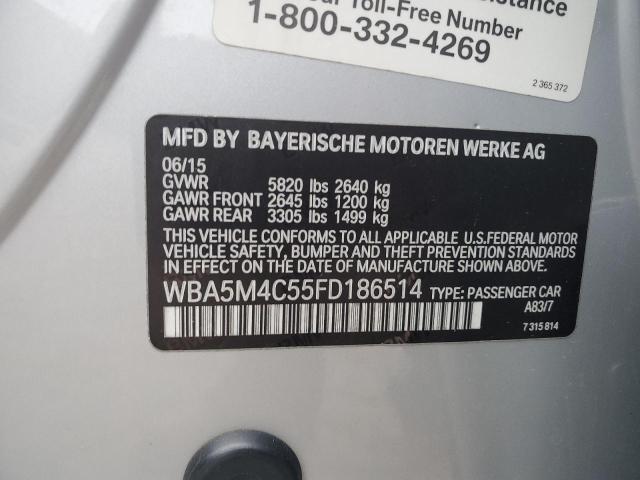 Toll-Free Number
1-800-332-4269
2 365 372
MFD BY BAYERISCHE MOTOREN WERKE AG
06/15
GVWR 5820 lbs 2640 kg
GAWR FRONT 2645 lbs 1200 kg
GAWR REAR 3305 lbs 1499 kg
THIS VEHICLE CONFORMS TO ALL APPLICABLE U.S.FEDERAL MOTOR
VEHICLE SAFETY, BUMPER, AND THEFT PREVENTION
STANDARDS IN EFFECT ON THE DATE OF MANUFACTURE SHOWN ABOVE.
WBA5M4C55FD186514 TYPE: PASSENGER CAR
A83/7
7 315 814